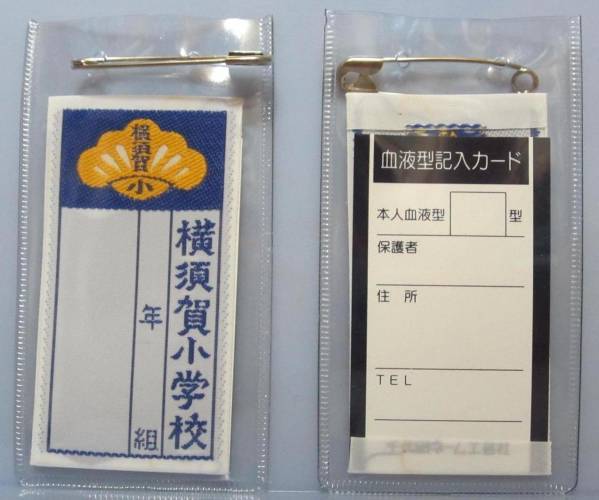 横須賀
小
横須賀小学校
年
組
血液型記入カード
本人血液型 型
保護者
住 所
TEL